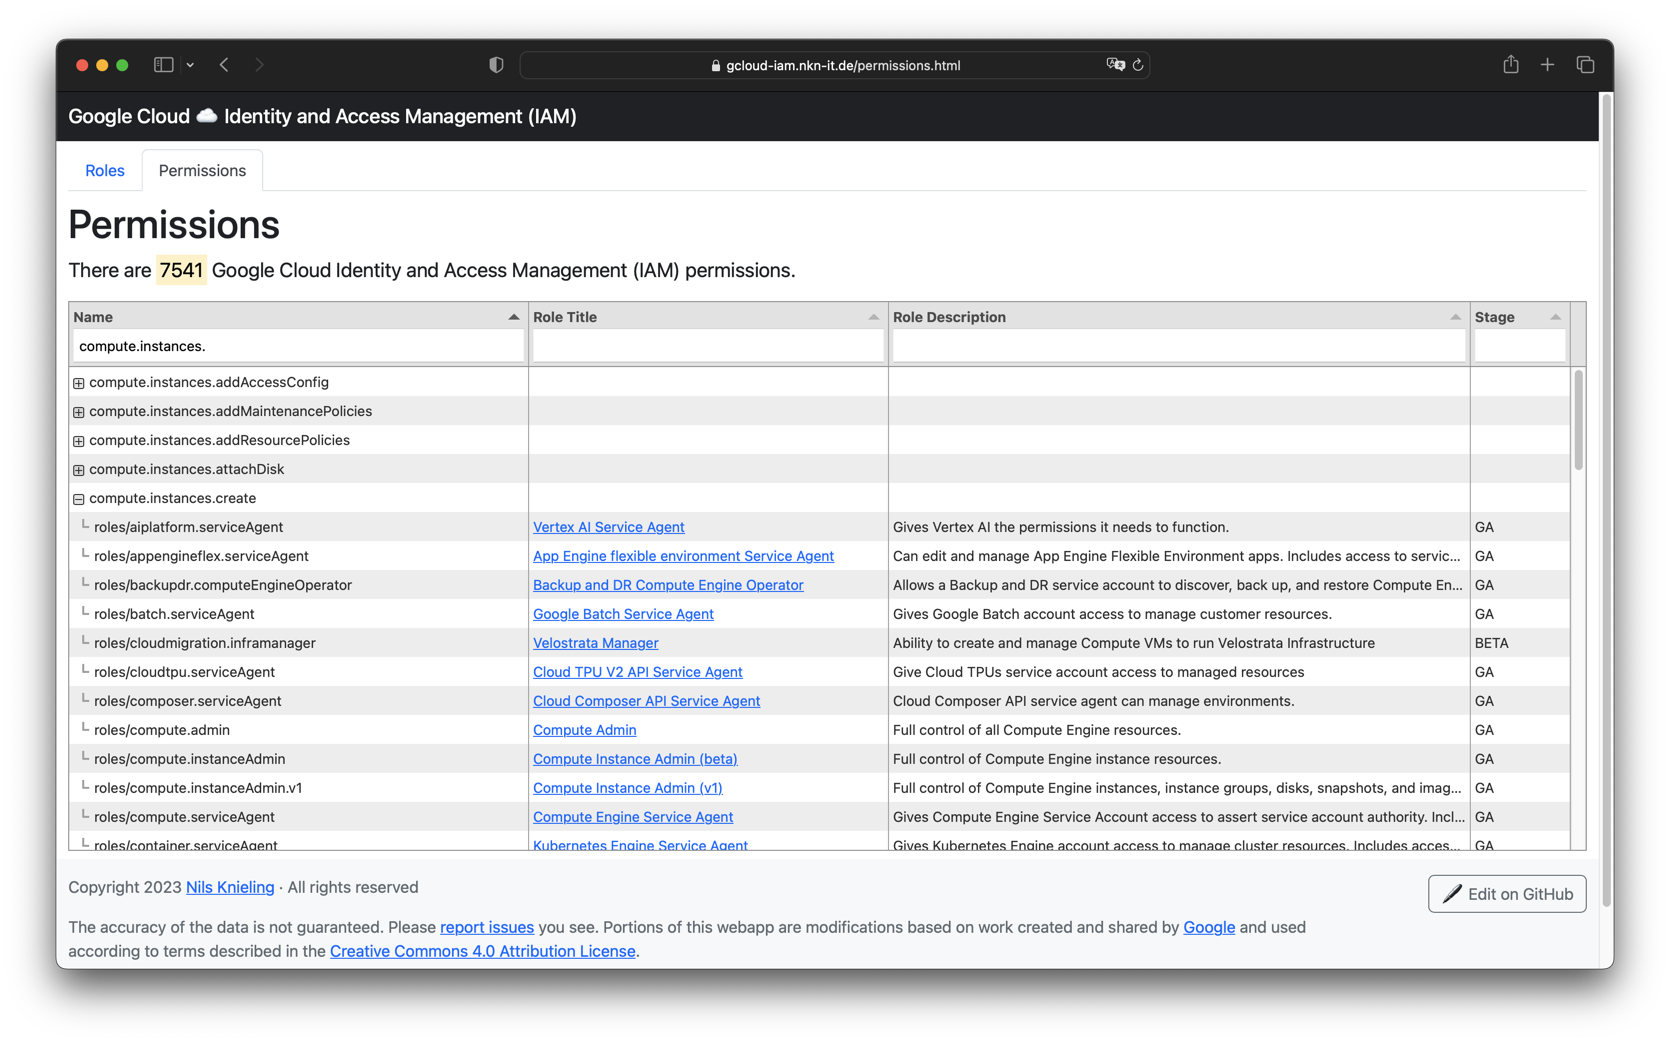 gcloud-iam.nkn-it.de/permissions.html
Google Cloud ☁️ Identity and Access Management (IAM)
Roles Permissions
Permissions
There are 7541 Google Cloud Identity and Access Management (IAM) permissions.
Name Role Title Role Description Stage
compute.instances.
compute.instances.addAccessConfig
compute.instances.addMaintenancePolicies
compute.instances.addResourcePolicies
compute.instances.attachDisk
compute.instances.create
roles/aiplatform.serviceAgent Vertex AI Service Agent Gives Vertex AI the permissions it needs to function. GA
roles/appengineflex.serviceAgent App Engine flexible environment Service Agent Can edit and manage App Engine Flexible Environment apps. Includes access to servic... GA
roles/backupdr.computeEngineOperator Backup and DR Compute Engine Operator Allows a Backup and DR service account to discover, back up, and restore Compute En... GA
roles/batch.serviceAgent Google Batch Service Agent Gives Google Batch account access to manage customer resources. GA
roles/cloudmigration.inframanager Velostrata Manager Ability to create and manage Compute VMs to run Velostrata Infrastructure BETA
roles/cloudtpu.serviceAgent Cloud TPU V2 API Service Agent Give Cloud TPUs service account access to managed resources GA
roles/composer.serviceAgent Cloud Composer API Service Agent Cloud Composer API service agent can manage environments. GA
roles/compute.admin Compute Admin Full control of all Compute Engine resources. GA
roles/compute.instanceAdmin Compute Instance Admin (beta) Full control of Compute Engine instance resources. GA
roles/compute.instanceAdmin.v1 Compute Instance Admin (v1) Full control of Compute Engine instances, instance groups, disks, snapshots, and imag... GA
roles/compute.serviceAgent Compute Engine Service Agent Gives Compute Engine Service Account access to assert service account authority. Incl... GA
roles/container.serviceAgent Kubernetes Engine Service Agent Gives Kubernetes Engine account access to manage cluster resources. Includes acces... GA
Copyright 2023 Nils Knieling · All rights reserved
Edit on GitHub
The accuracy of the data is not guaranteed. Please report issues you see. Portions of this webapp are modifications based on work created and shared by Google and used
according to terms described in the Creative Commons 4.0 Attribution License.